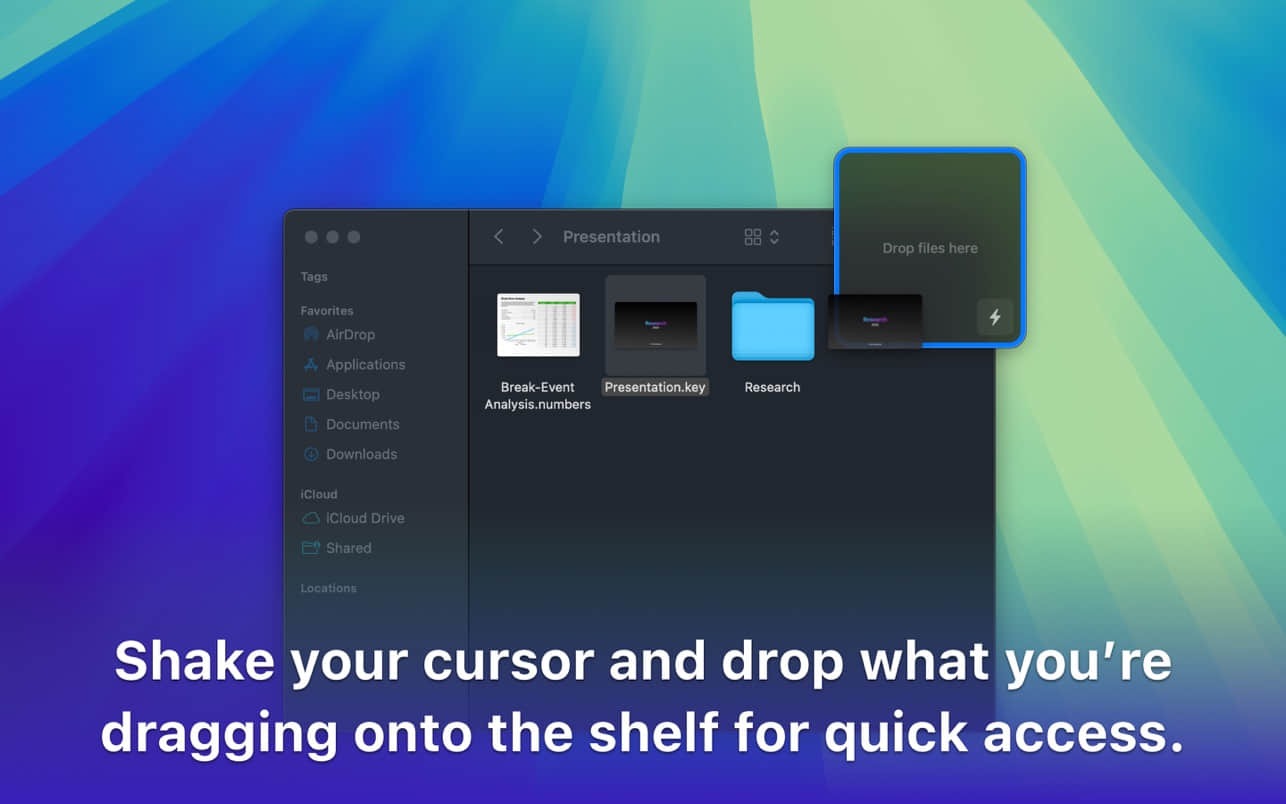 Presentation
Drop files here
Tags
Favorites
AirDrop
Applications
Desktop
Documents
Downloads
iCloud
iCloud Drive
Shared
Locations
Research
Break-Event
Analysis.numbers
Presentation.key
Research
Shake your cursor and drop what you’re
dragging onto the shelf for quick access.